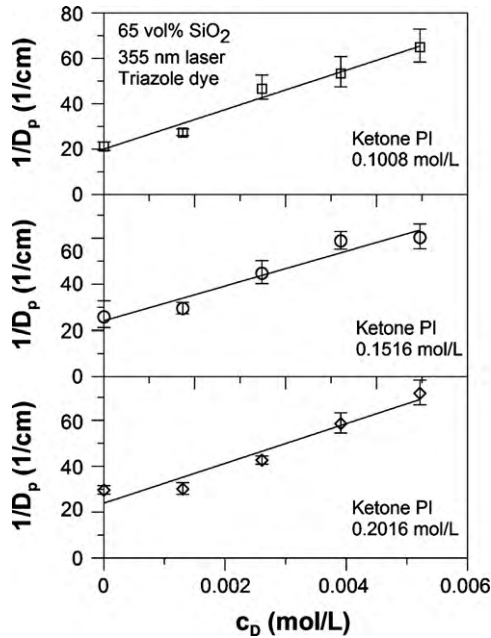 80
65 vol% SiO2
355 nm laser
Triazole dye
60
40
20
0
1/Dp (1/cm)
Ketone PI
0.1008 mol/L
60
40
20
0
1/Dp (1/cm)
Ketone PI
0.1516 mol/L
60
40
20
0
1/Dp (1/cm)
Ketone PI
0.2016 mol/L
0 0.002 0.004 0.006
cD (mol/L)